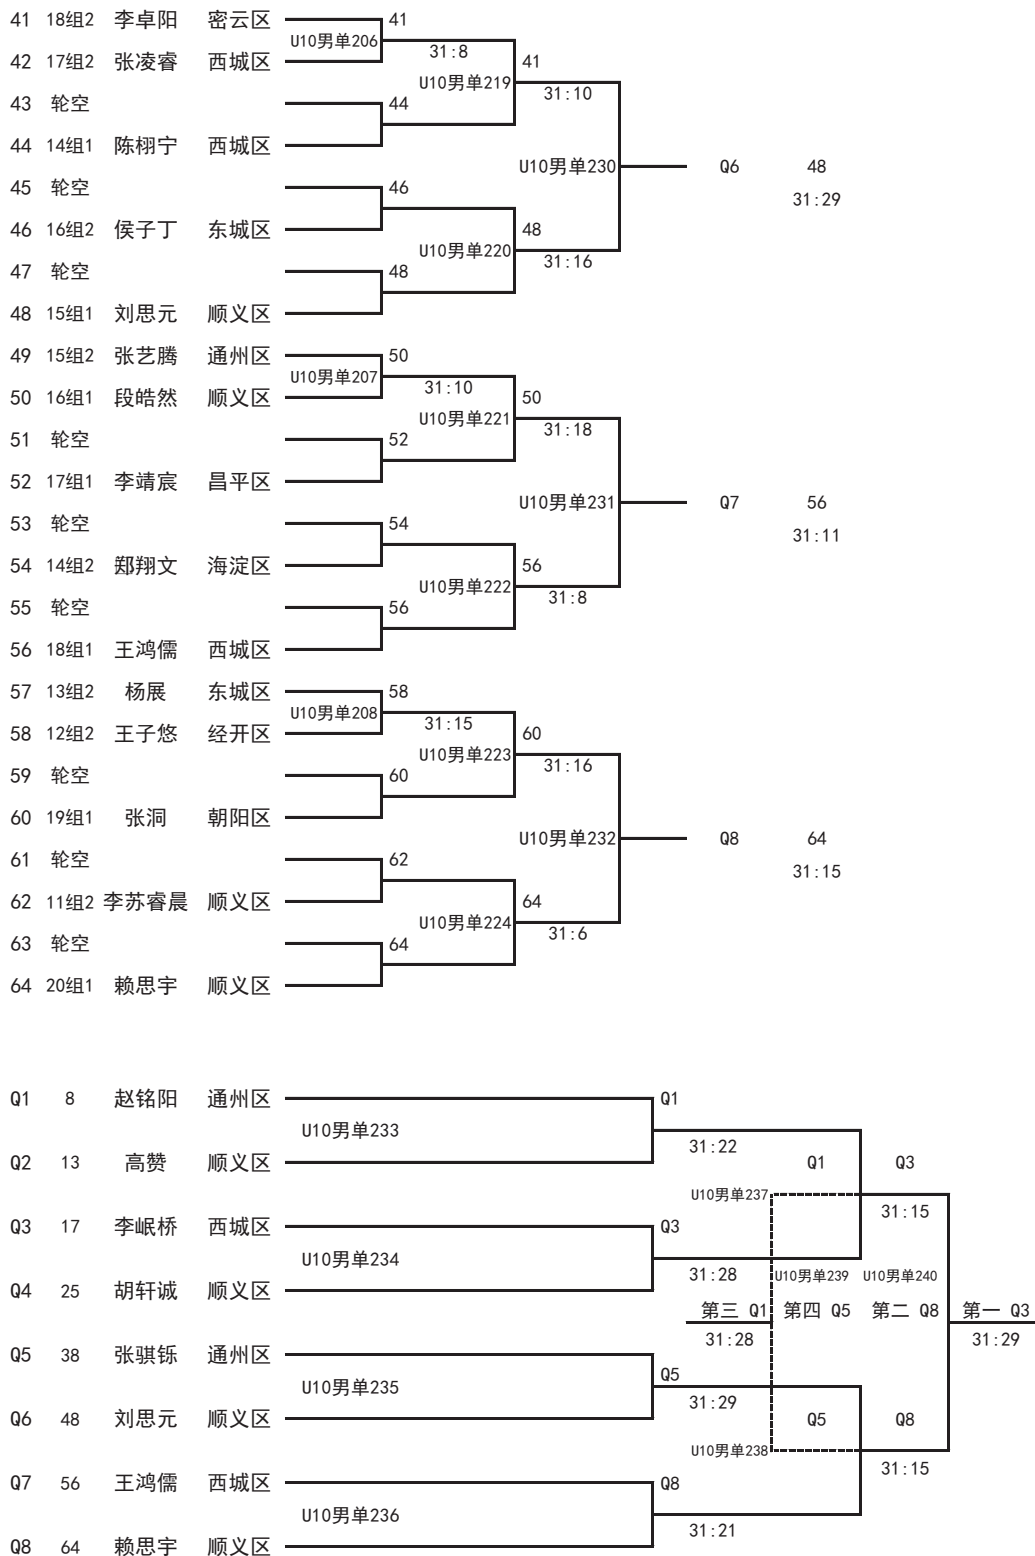 41 18组2 李卓阳 密云区 41
U10男单206
31:8
42 17组2 张凌睿 西城区 41
U10男单219
31:10
43 轮空 44
44 14组1 陈栩宁 西城区
U10男单230 Q6 48
45 轮空 46
31:29
46 16组2 侯子丁 东城区 48
U10男单220
31:16
47 轮空 48
48 15组1 刘思元 顺义区
49 15组2 张艺腾 通州区 50
U10男单207
31:10
50 16组1 段皓然 顺义区 50
U10男单221
31:18
51 轮空 52
52 17组1 李靖宸 昌平区
U10男单231 Q7 56
53 轮空 54
31:11
54 14组2 郑翔文 海淀区 56
U10男单222
31:8
55 轮空 56
56 18组1 王鸿儒 西城区
57 13组2 杨展 东城区 58
U10男单208
31:15
58 12组2 王子悠 经开区 60
U10男单223
31:16
59 轮空 60
60 19组1 张洞 朝阳区
U10男单232 Q8 64
61 轮空 62
31:15
62 11组2 李苏睿晨 顺义区 64
U10男单224
31:6
63 轮空 64
64 20组1 赖思宇 顺义区
Q1 8 赵铭阳 通州区 Q1
U10男单233
31:22
Q2 13 高赞 顺义区 Q1 Q3
U10男单237
31:15
Q3 17 李岷桥 西城区 Q3
U10男单234
31:28 U10男单239 U10男单240
Q4 25 胡轩诚 顺义区
第三 Q1 第四 Q5 第二 Q8 第一 Q3
31:28 31:29
Q5 38 张骐铄 通州区 Q5
U10男单235
31:29
Q6 48 刘思元 顺义区 Q5 Q8
U10男单238
31:15
Q7 56 王鸿儒 西城区 Q8
U10男单236
31:21
Q8 64 赖思宇 顺义区